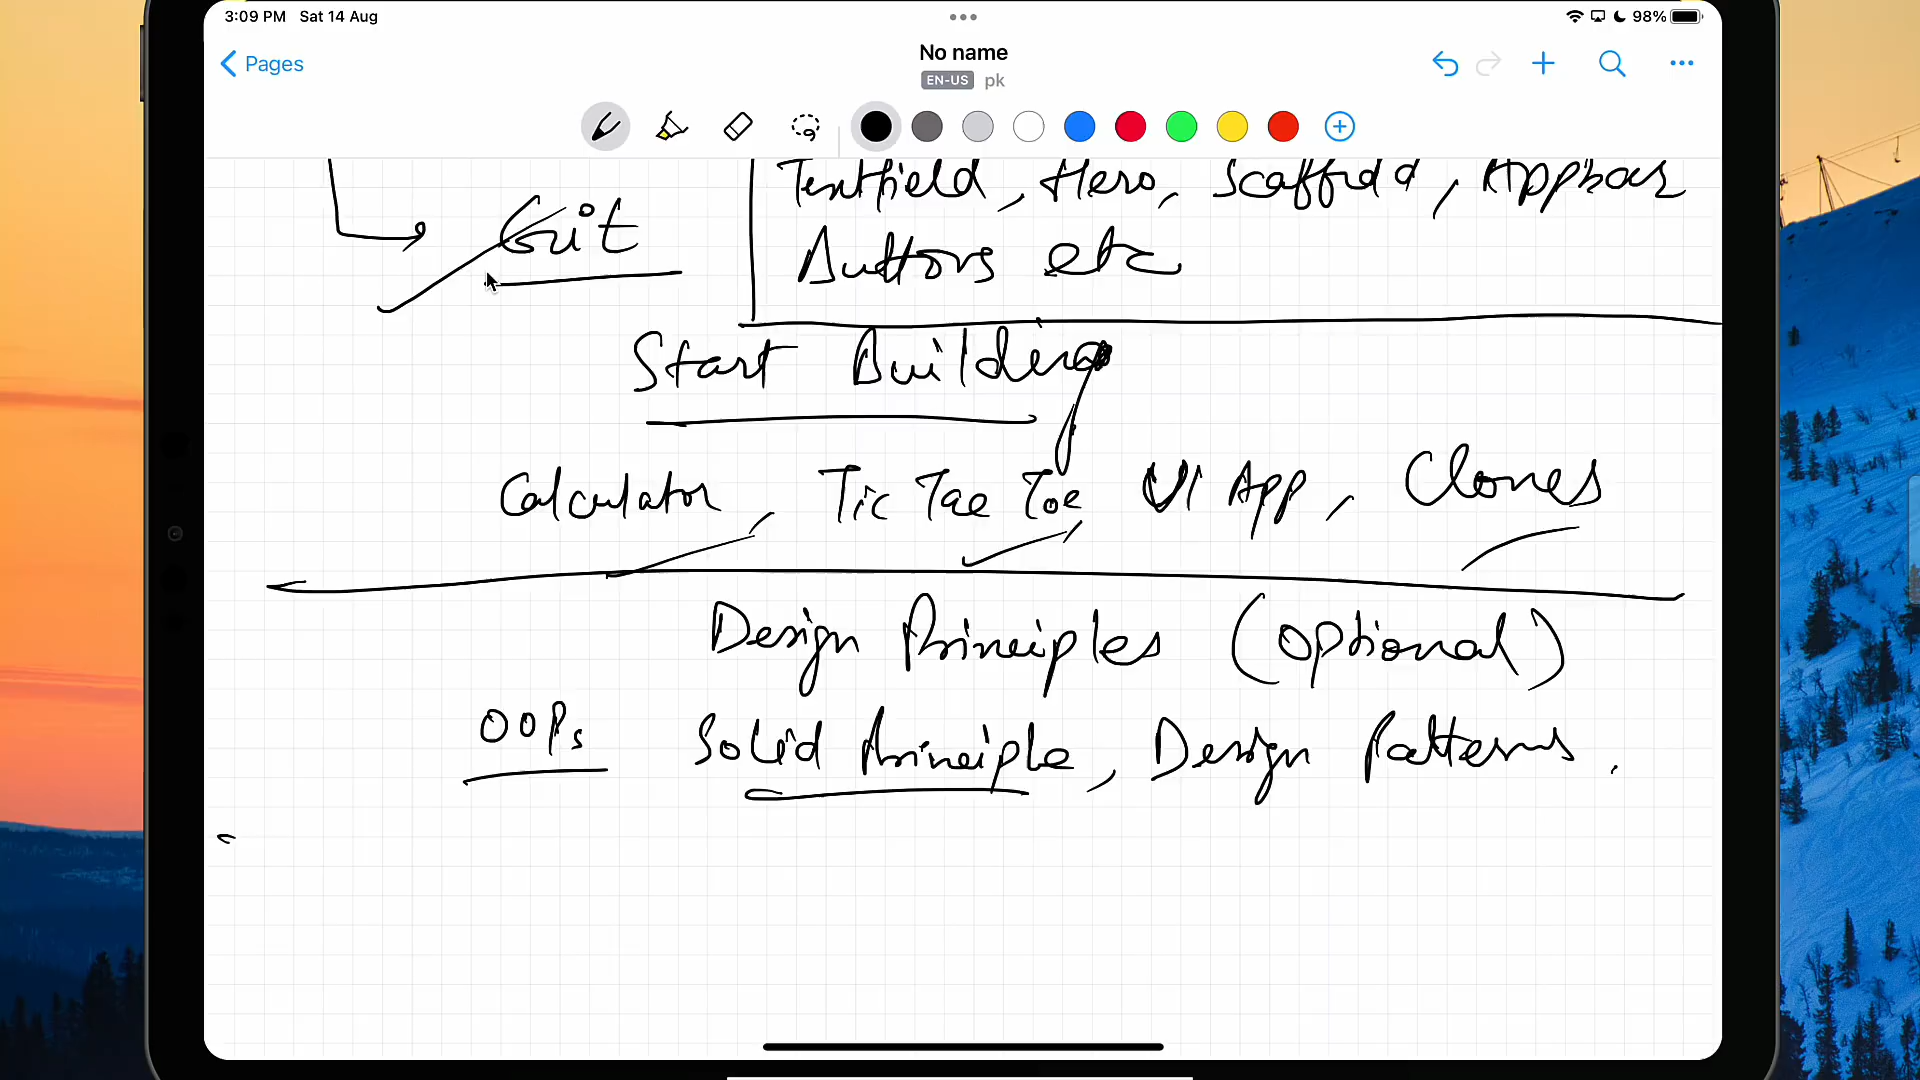 3:09 PM Sat 14 Aug
98%
Pages
No name
EN-US pk
Textfield, Hero, Scaffold, Appbar
Git
Buttons etc
Start Building
Calculator, Tic Tac Toe UI App, Clones
Design Principles (optional)
OOPs Solid Principle, Design Patterns.